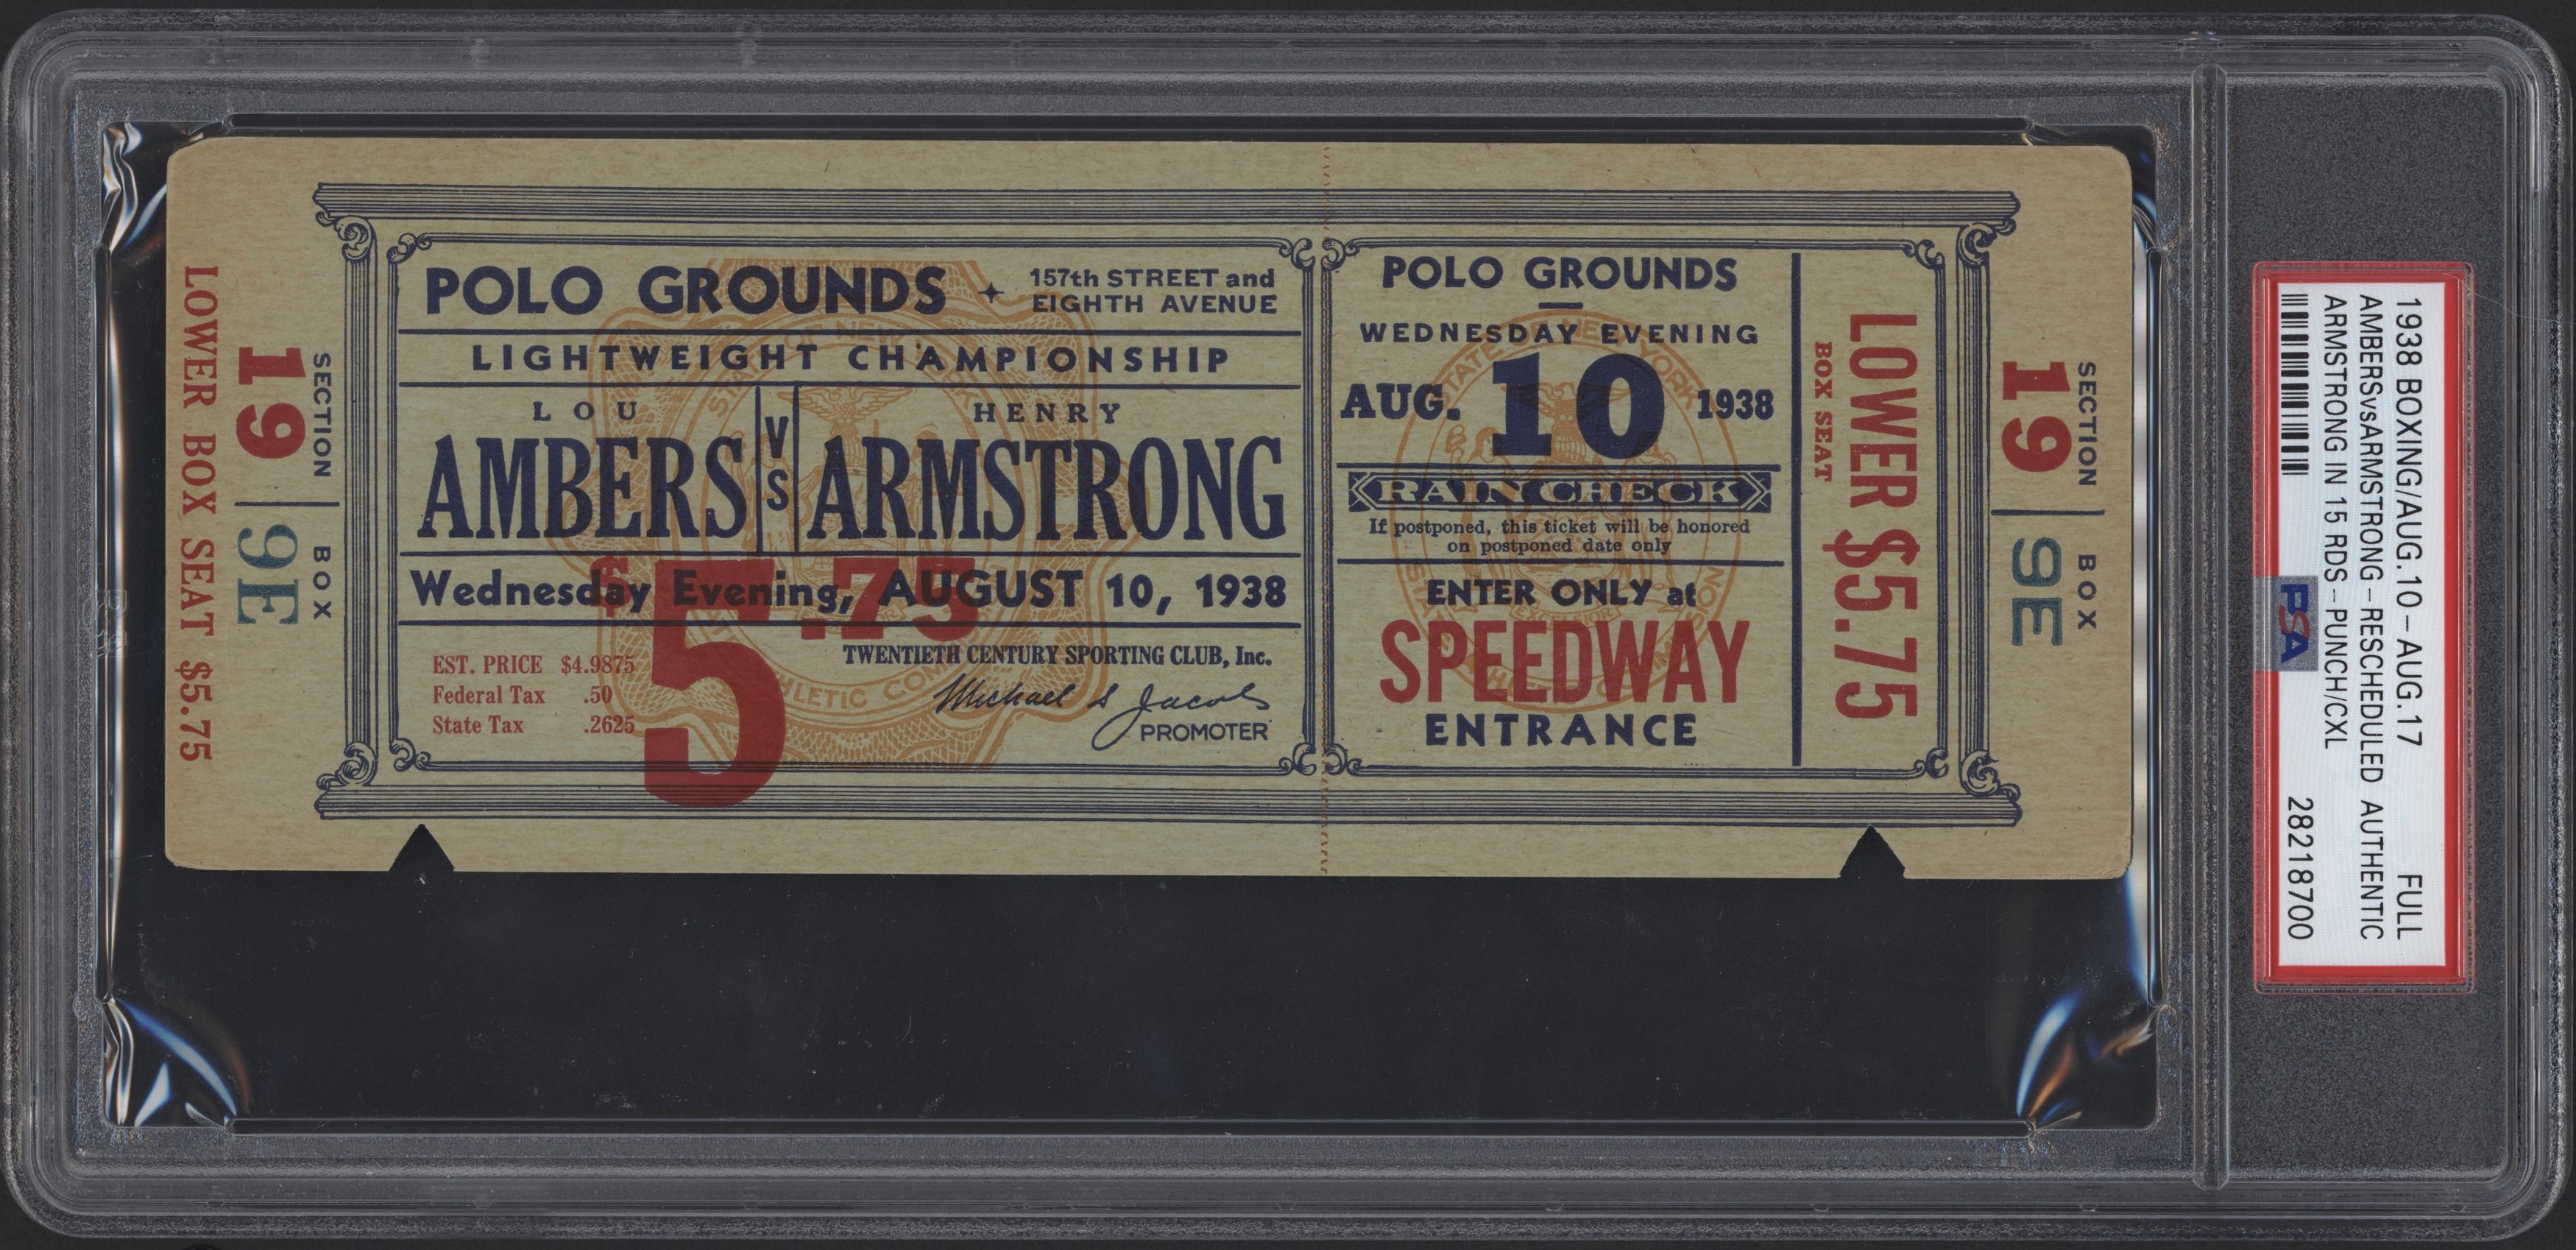 LOWER BOX SEAT $5.75
SECTION BOX
19 9E
POLO GROUNDS
157th STREET and
EIGHTH AVENUE
LIGHTWEIGHT CHAMPIONSHIP
LOU
AMBERS
VS
HENRY
ARMSTRONG
Wednesday Evening, AUGUST 10, 1938
$5.75
EST. PRICE $4.9875
Federal Tax .50
State Tax .2625
TWENTIETH CENTURY SPORTING CLUB, Inc.
Michael S Jacobs
PROMOTER
POLO GROUNDS
WEDNESDAY EVENING
AUG. 10 1938
RAIN CHECK
If postponed, this ticket will be honored
on postponed date only
ENTER ONLY at
SPEEDWAY
ENTRANCE
LOWER $5.75
BOX SEAT
SECTION BOX
19 9E
1938 BOXING/AUG.10-AUG.17 FULL
AMBERSvsARMSTRONG-RESCHEDULED AUTHENTIC
ARMSTRONG IN 15 RDS-PUNCH/CXL
28218700
PSA